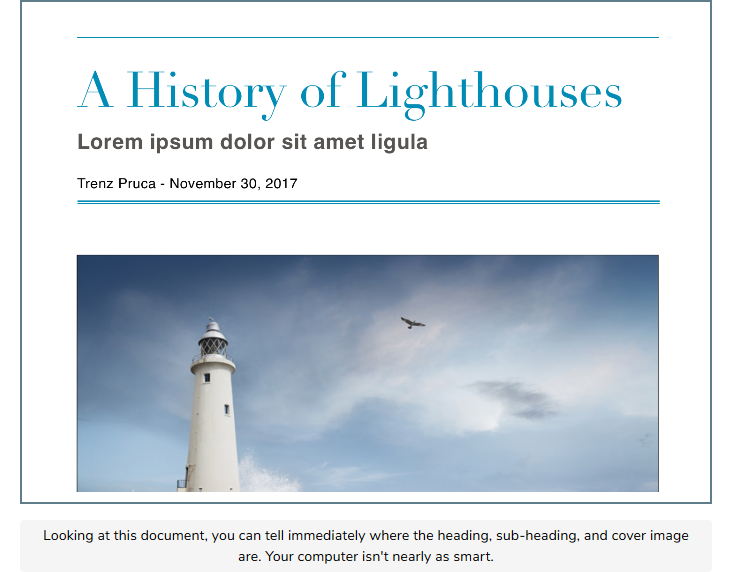 A History of Lighthouses
Lorem ipsum dolor sit amet ligula
Trenz Pruca - November 30, 2017
Looking at this document, you can tell immediately where the heading, sub-heading, and cover image
are. Your computer isn't nearly as smart.